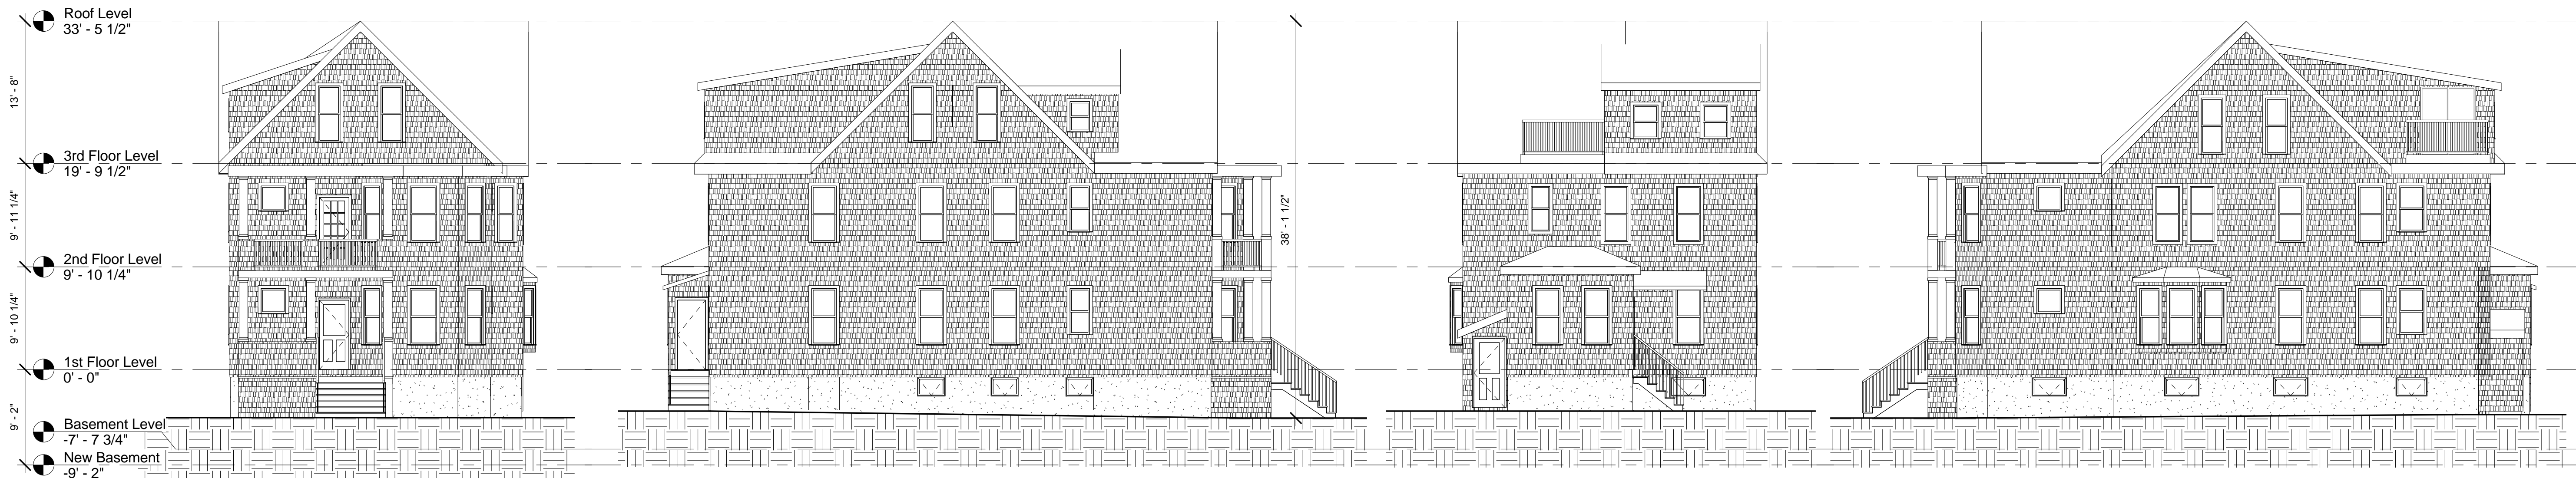 Roof Level
33' - 5 1/2"
13' - 8"
3rd Floor Level
19' - 9 1/2"
9' - 11 1/4"
38' - 1 1/2"
2nd Floor Level
9' - 10 1/4"
9' - 10 1/4"
1st Floor Level
0' - 0"
9' - 2"
Basement Level
-7' - 7 3/4"
New Basement
-9' - 2"